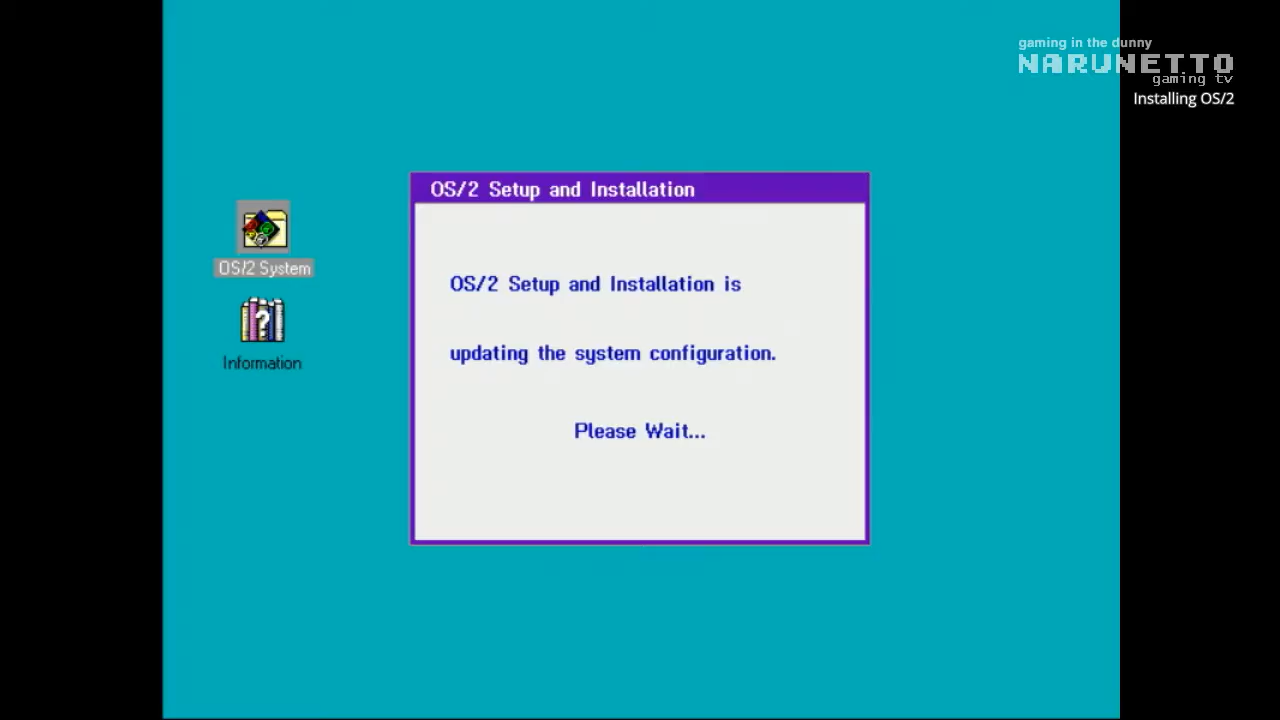 gaming in the dunny
NARUNETTO
gaming tv
Installing OS/2
OS/2 Setup and Installation
OS/2 System
OS/2 Setup and Installation is
Information
updating the system configuration.
Please Wait...